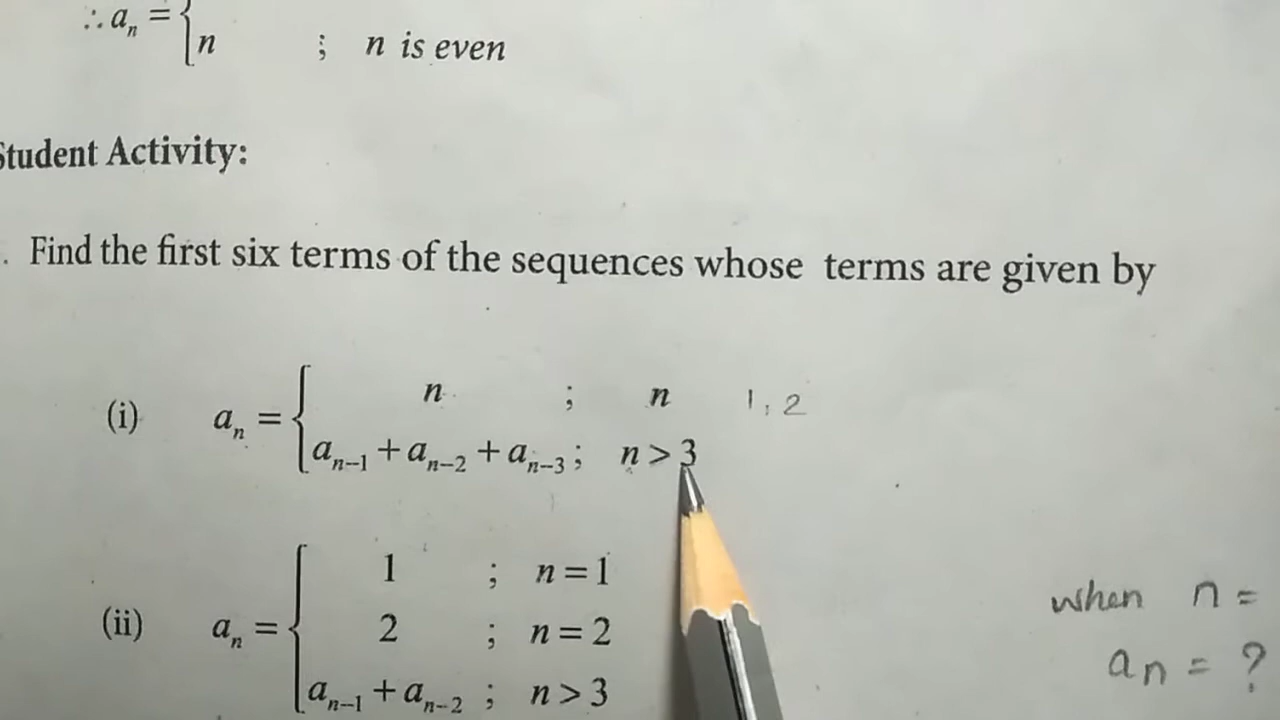 ∴ aₙ = {
n ; n is even
Student Activity:
. Find the first six terms of the sequences whose terms are given by
(i) aₙ = { n ; n 1, 2
aₙ₋₁ + aₙ₋₂ + aₙ₋₃ ; n > 3
(ii) aₙ = { 1 ; n = 1
2 ; n = 2
aₙ₋₁ + aₙ₋₂ ; n > 3
when n =
aₙ = ?